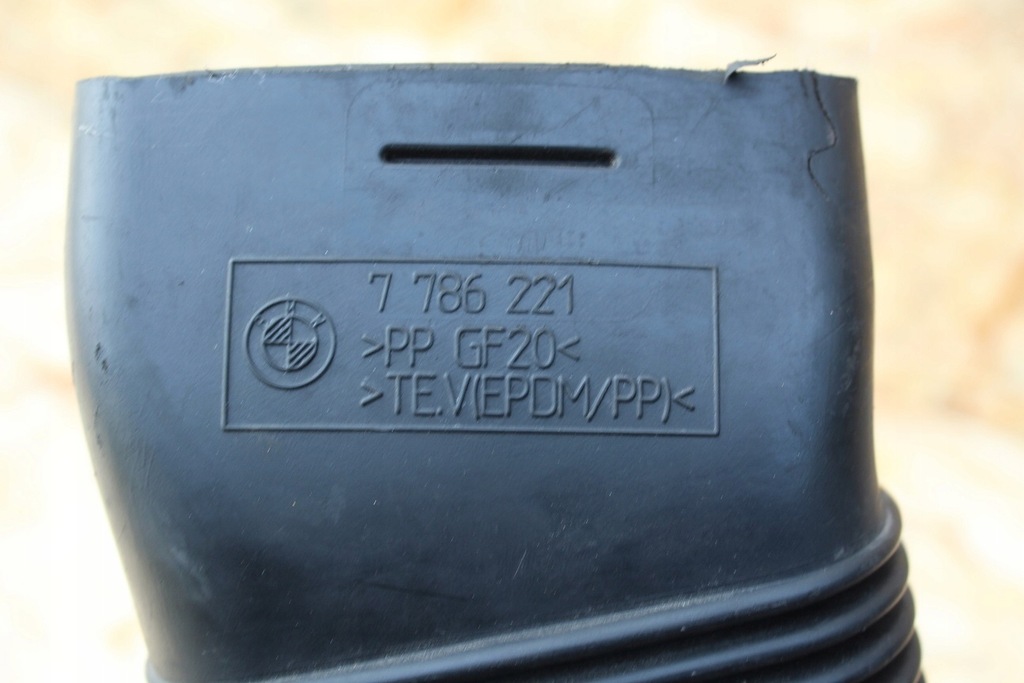 7 786 221
>PP GF20<
>TE.V(EPDM/PP)<